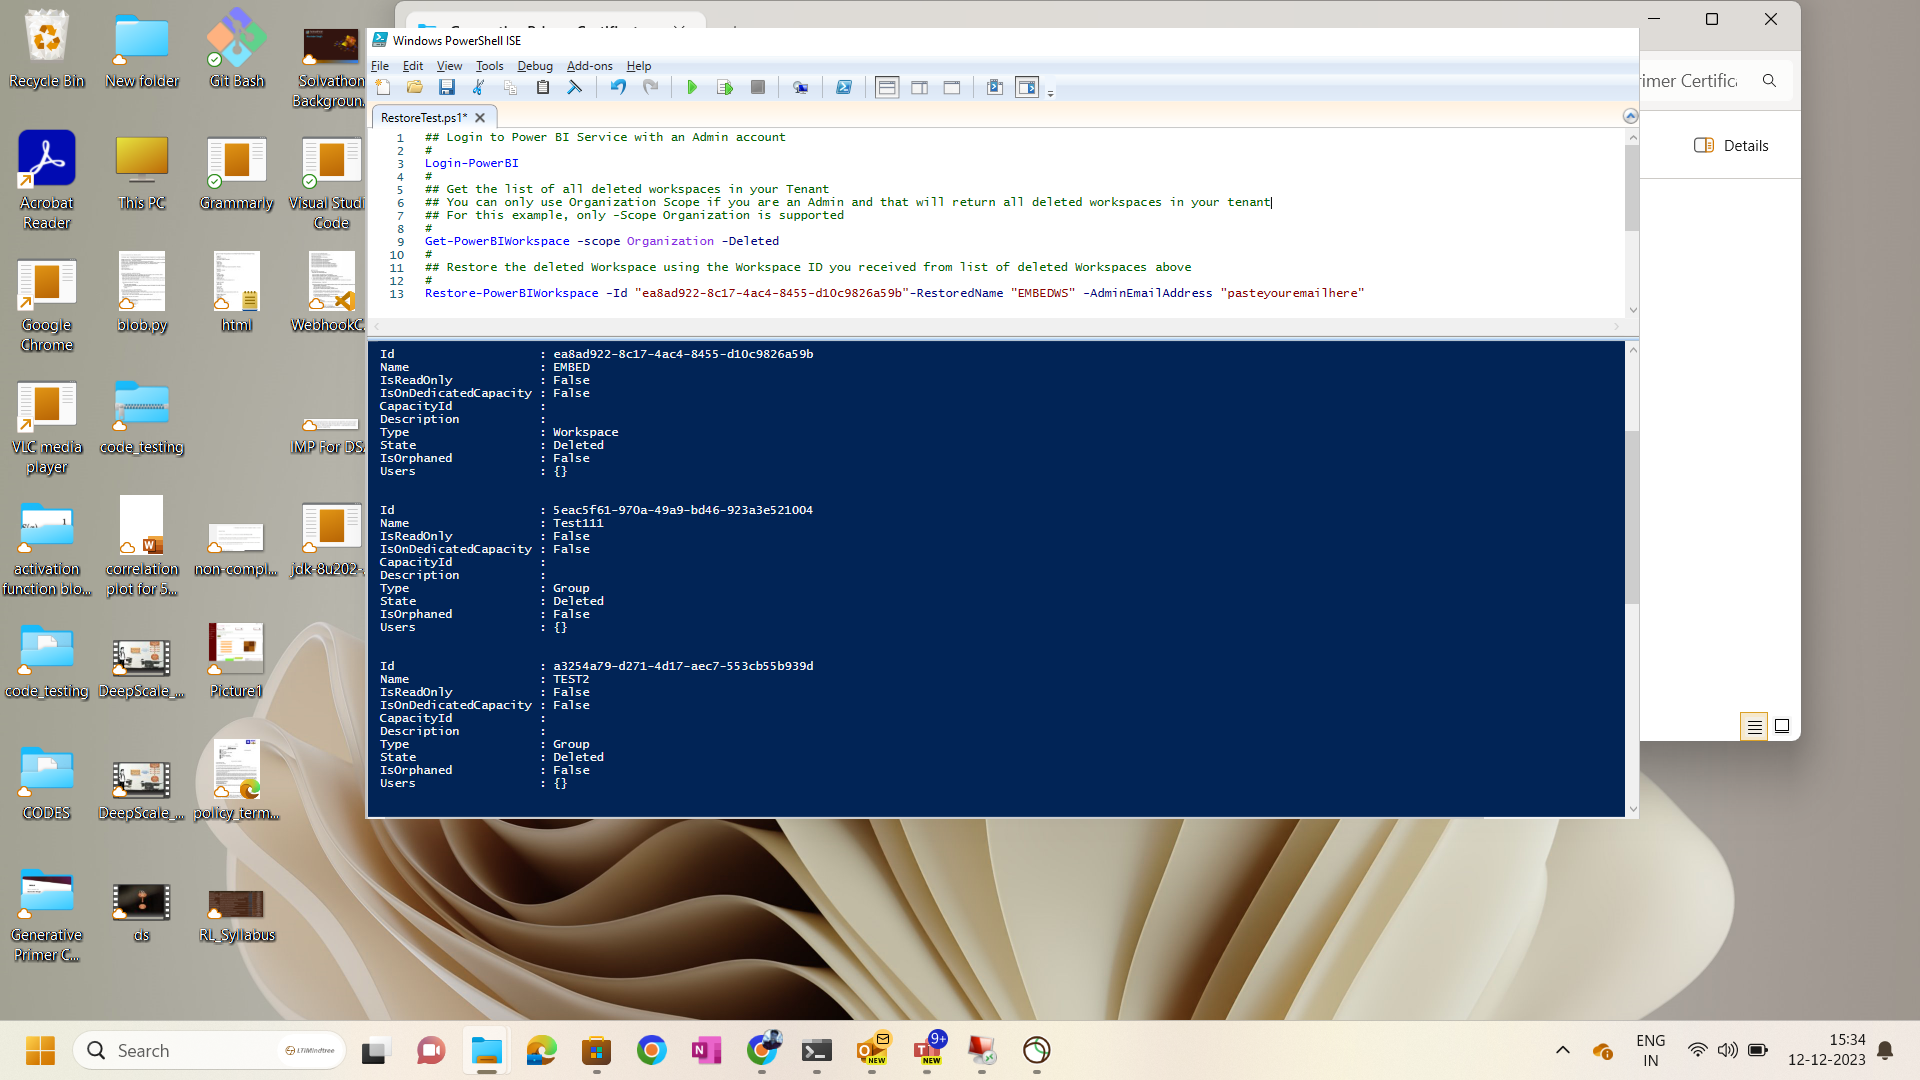 Recycle Bin
New folder
Git Bash
Solvathon
Backgroun...
Acrobat
Reader
This PC
Grammarly
Visual Studi
Code
Google
Chrome
blob.py
html
WebhookC
VLC media
player
code_testing
IMP For DS
activation
function blo...
correlation
plot for 5...
non-compl...
jdk-8u202-
code_testing
DeepScale_...
Picture1
CODES
DeepScale_...
policy_term...
Generative
Primer C...
ds
RL_Syllabus
Windows PowerShell ISE
File Edit View Tools Debug Add-ons Help
RestoreTest.ps1*
1 ## Login to Power BI Service with an Admin account
2 #
3 Login-PowerBI
4 #
5 ## Get the list of all deleted workspaces in your Tenant
6 ## You can only use Organization Scope if you are an Admin and that will return all deleted workspaces in your tenant
7 ## For this example, only -Scope Organization is supported
8 #
9 Get-PowerBIWorkspace -scope Organization -Deleted
10 #
11 ## Restore the deleted Workspace using the Workspace ID you received from list of deleted Workspaces above
12 #
13 Restore-PowerBIWorkspace -Id "ea8ad922-8c17-4ac4-8455-d10c9826a59b"-RestoredName "EMBEDWS" -AdminEmailAddress "pasteyouremailhere"
Id : ea8ad922-8c17-4ac4-8455-d10c9826a59b
Name : EMBED
IsReadOnly : False
IsOnDedicatedCapacity : False
CapacityId :
Description :
Type : Workspace
State : Deleted
IsOrphaned : False
Users : {}
Id : 5eac5f61-970a-49a9-bd46-923a3e521004
Name : Test111
IsReadOnly : False
IsOnDedicatedCapacity : False
CapacityId :
Description :
Type : Group
State : Deleted
IsOrphaned : False
Users : {}
Id : a3254a79-d271-4d17-aec7-553cb55b939d
Name : TEST2
IsReadOnly : False
IsOnDedicatedCapacity : False
CapacityId :
Description :
Type : Group
State : Deleted
IsOrphaned : False
Users : {}
rimer Certific
Details
Search
LTIMindtree
NEW
9+
NEW
ENG
IN
15:34
12-12-2023